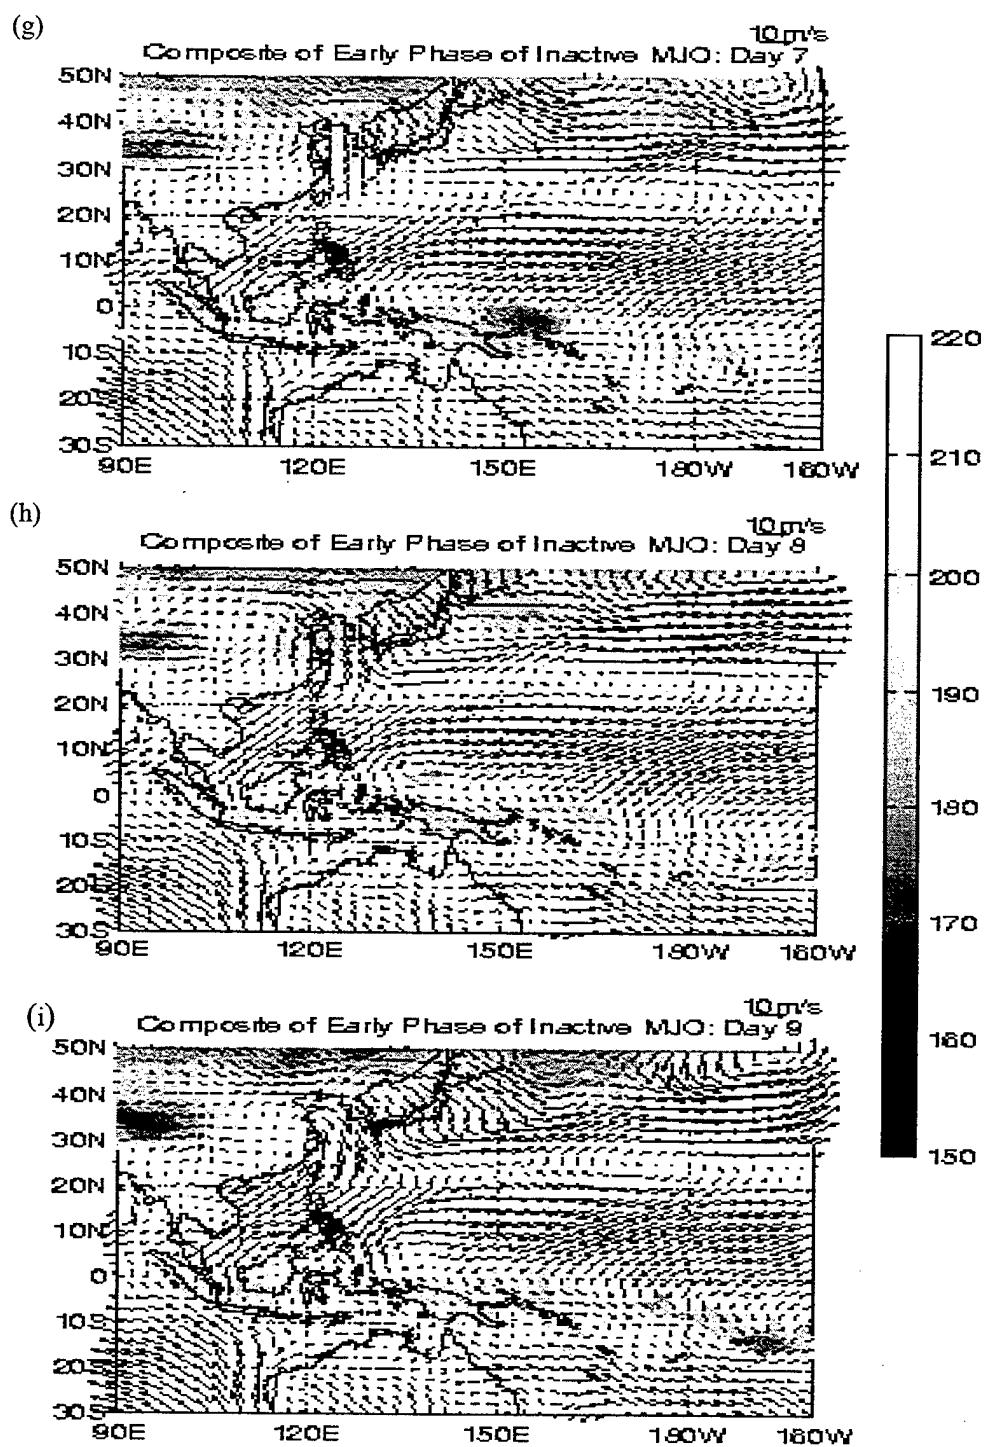 (g)
10 m/s
Composite of Early Phase of Inactive MJO: Day 7
50N
40N
30N
20N
10N
0
10S
20S
30S
90E 120E 150E 180W 160W
220
210
200
190
180
170
160
150
(h)
10 m/s
Composite of Early Phase of Inactive MJO: Day 8
50N
40N
30N
20N
10N
0
10S
20S
30S
90E 120E 150E 180W 160W
(i)
10 m/s
Composite of Early Phase of Inactive MJO: Day 9
50N
40N
30N
20N
10N
0
10S
20S
30S
90E 120E 150E 180W 160W